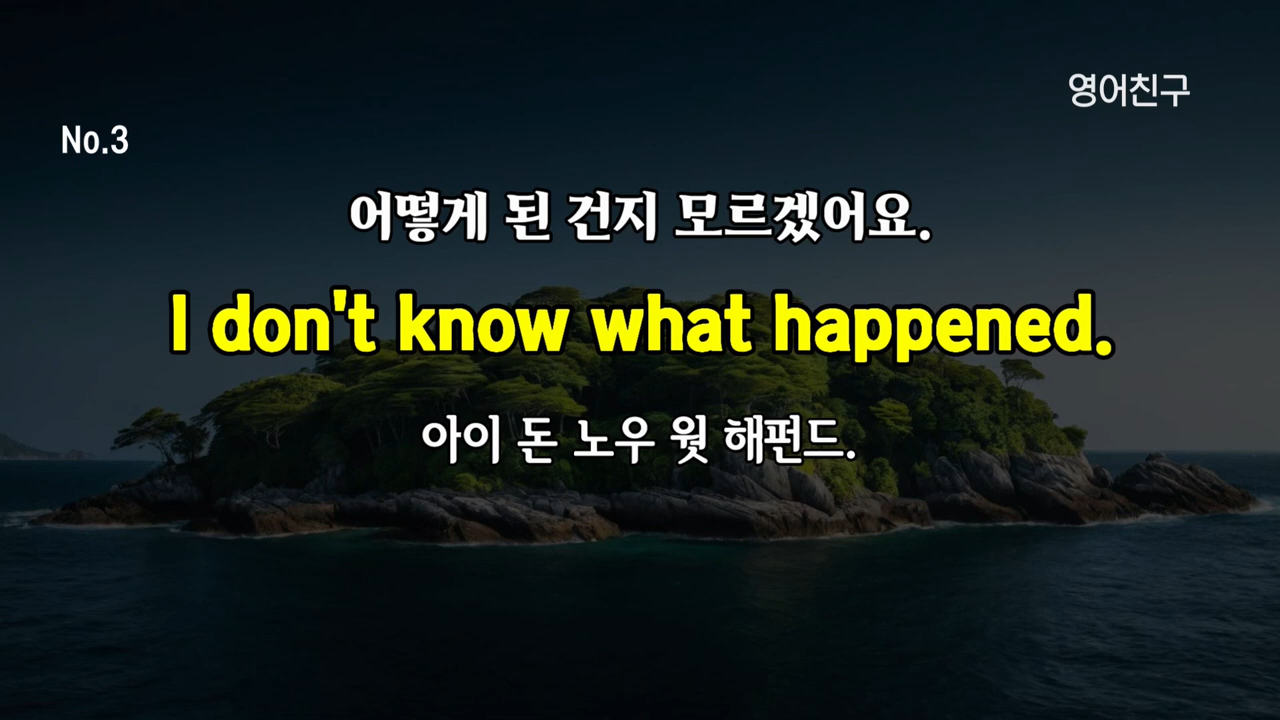 영어친구
No.3
어떻게 된 건지 모르겠어요.
I don't know what happened.
아이 돈 노우 웟 해펀드.